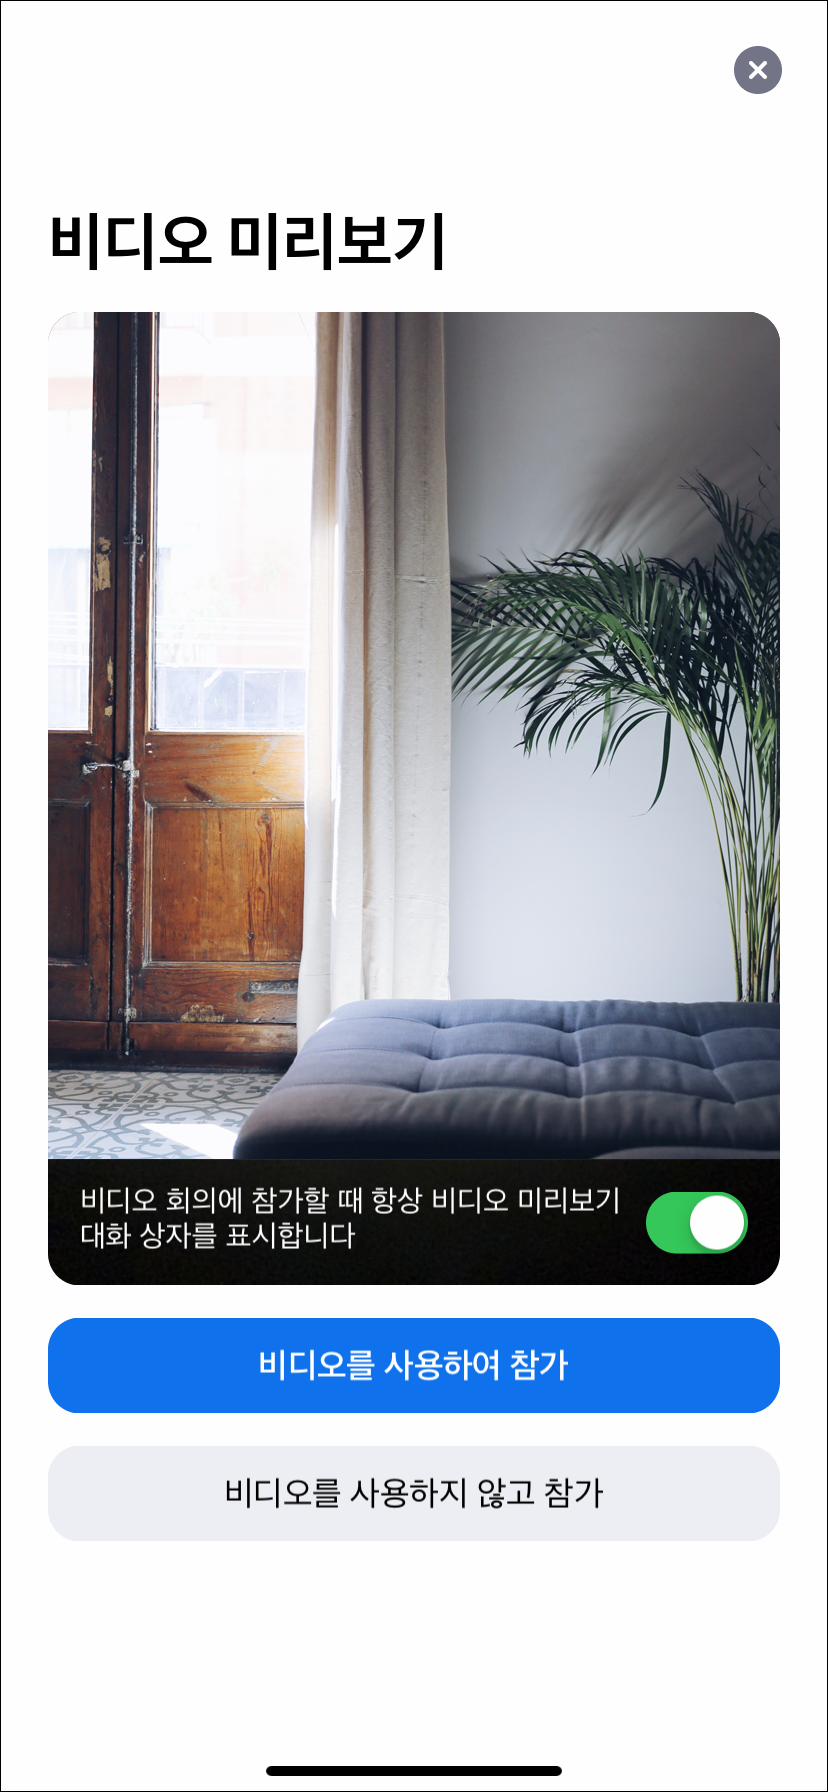 비디오 미리보기
비디오 회의에 참가할 때 항상 비디오 미리보기
대화 상자를 표시합니다
비디오를 사용하여 참가
비디오를 사용하지 않고 참가